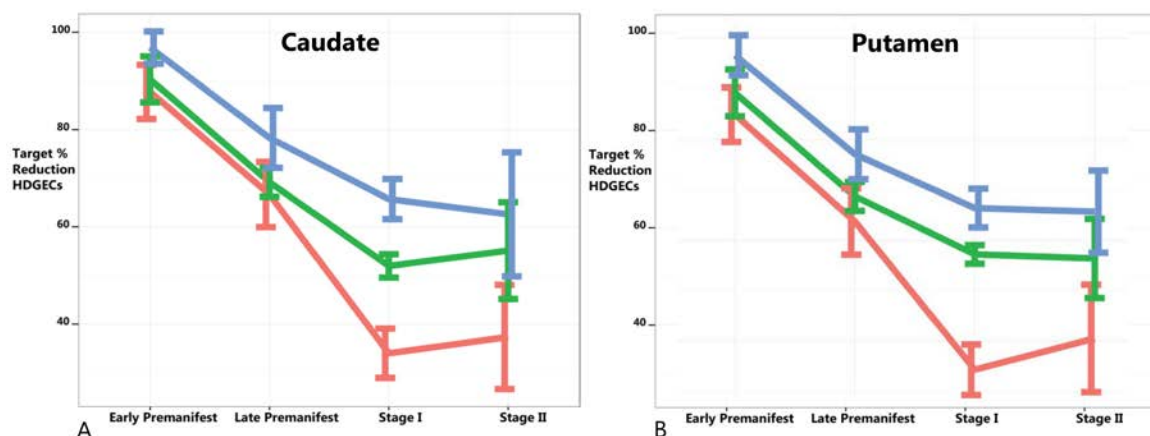 Caudate
100
80
Target %
Reduction
HDGECs
60
40
Early Premanifest Late Premanifest Stage I Stage II
A
Putamen
100
80
Target %
Reduction
HDGECs
60
40
Early Premanifest Late Premanifest Stage I Stage II
B